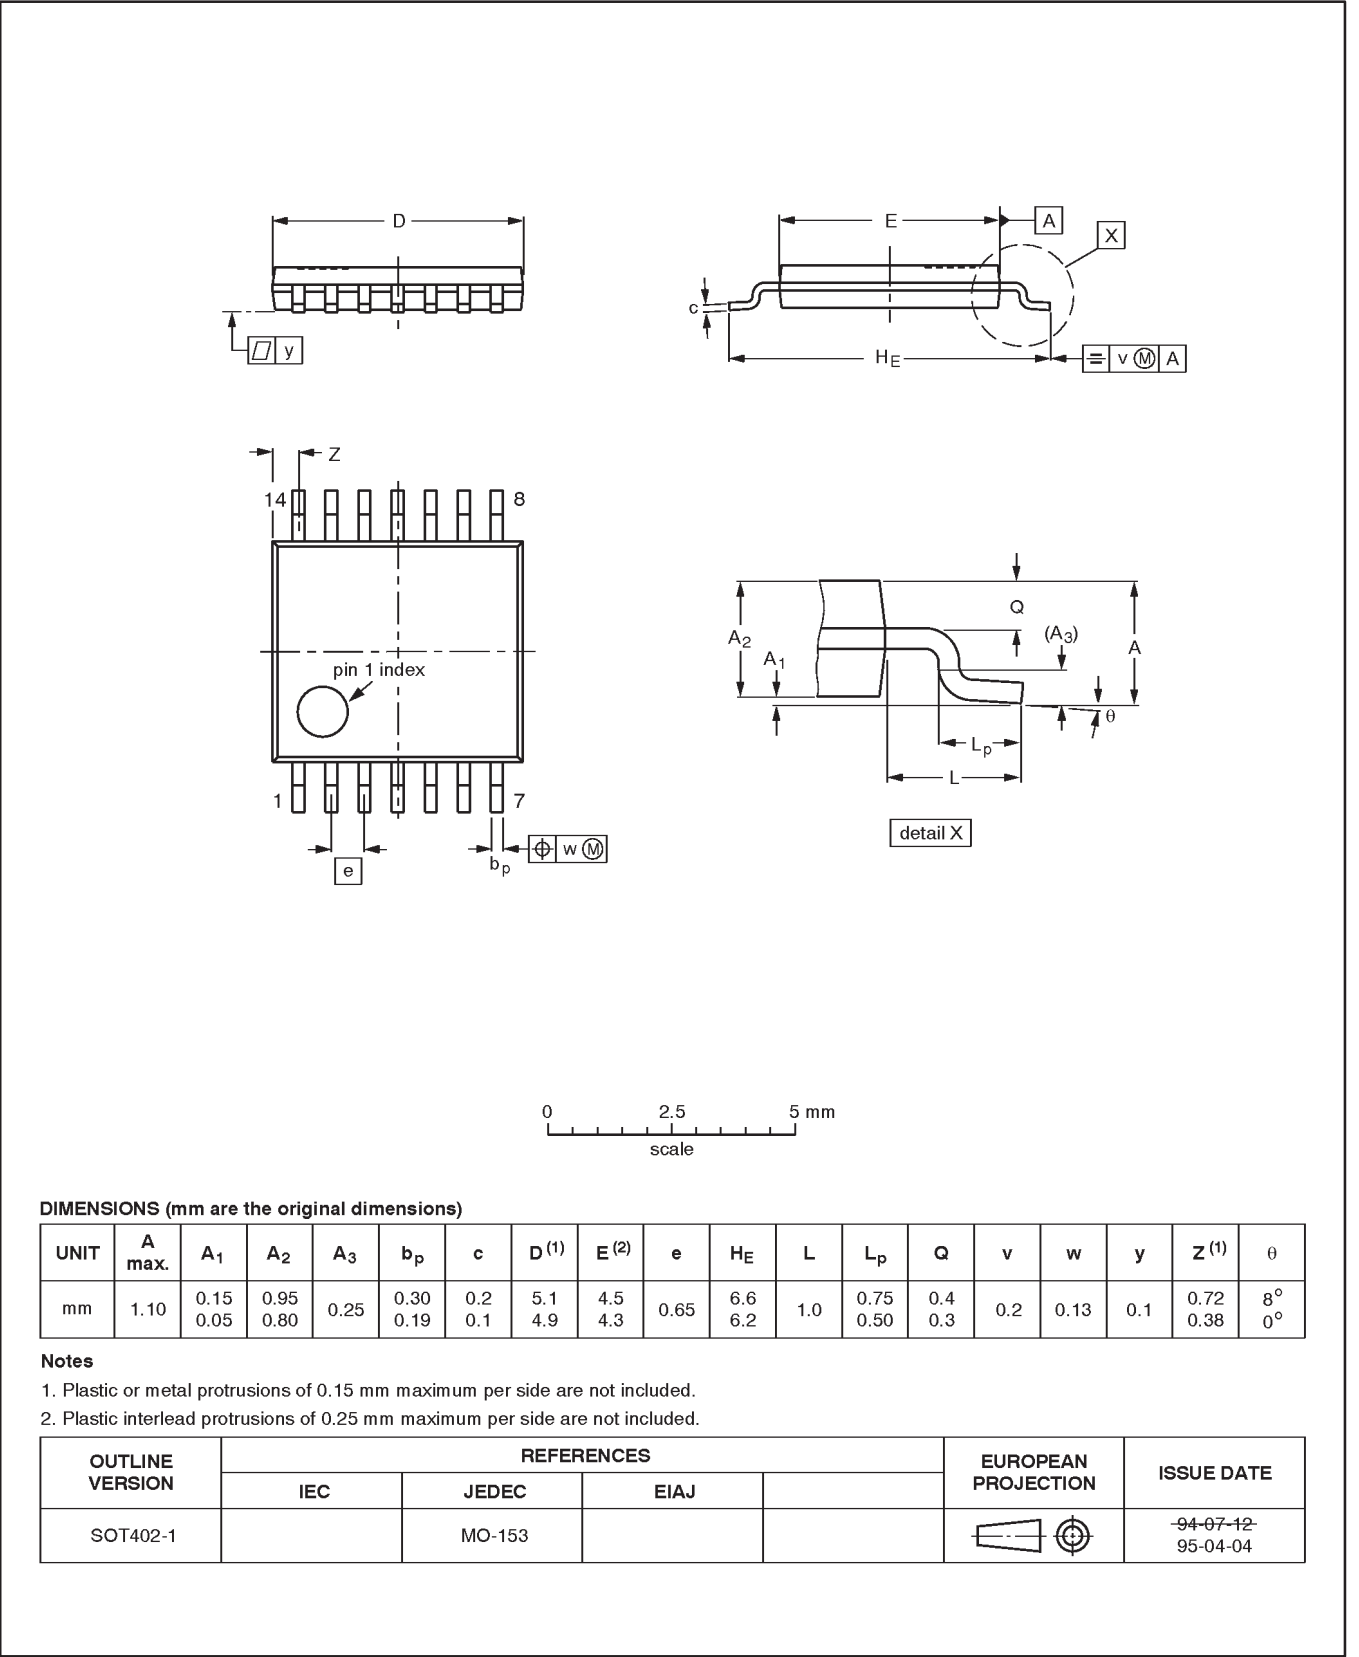 D
E
A
X
c
y
H E
v M A
Z
14
8
pin 1 index
1
7
e
b p
w M
Q
A 2
A 1
(A 3)
A
θ
L p
L
detail X
0 2.5 5 mm
scale
DIMENSIONS (mm are the original dimensions)
UNIT A max. A1 A2 A3 bp c D (1) E (2) e HE L Lp Q v w y Z (1) θ
mm 1.10 0.15 0.05 0.95 0.80 0.25 0.30 0.19 0.2 0.1 5.1 4.9 4.5 4.3 0.65 6.6 6.2 1.0 0.75 0.50 0.4 0.3 0.2 0.13 0.1 0.72 0.38 8° 0°
Notes
1. Plastic or metal protrusions of 0.15 mm maximum per side are not included.
2. Plastic interlead protrusions of 0.25 mm maximum per side are not included.
OUTLINE VERSION REFERENCES EUROPEAN PROJECTION ISSUE DATE
IEC JEDEC EIAJ
SOT402-1 MO-153 94-07-12
95-04-04